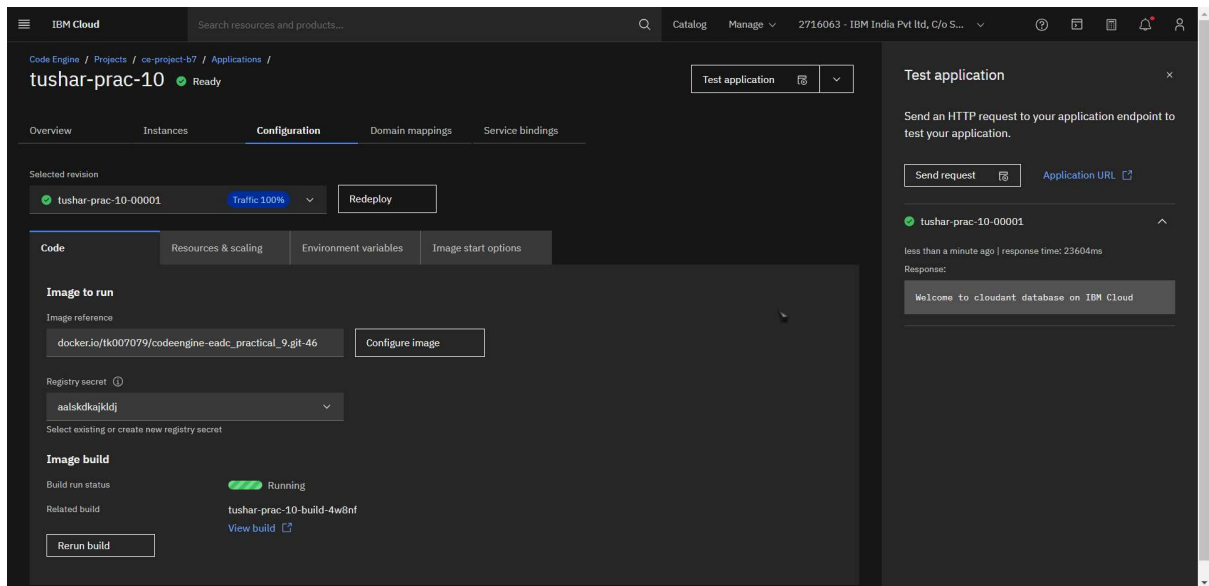 IBM Cloud
Search resources and products...
Catalog
Manage
2716063 - IBM India Pvt ltd, C/o S...
Code Engine / Projects / ce-project-b7 / Applications /
tushar-prac-10
Ready
Test application
Overview
Instances
Configuration
Domain mappings
Service bindings
Selected revision
tushar-prac-10-00001
Traffic 100%
Redeploy
Code
Resources & scaling
Environment variables
Image start options
Image to run
Image reference
docker.io/tk007079/codeengine-eadc_practical_9.git-46
Configure image
Registry secret
aalskdkajkldj
Select existing or create new registry secret
Image build
Build run status
Running
Related build
tushar-prac-10-build-4w8nf
View build
Rerun build
Test application
Send an HTTP request to your application endpoint to
test your application.
Send request
Application URL
tushar-prac-10-00001
less than a minute ago | response time: 23604ms
Response:
Welcome to cloudant database on IBM Cloud